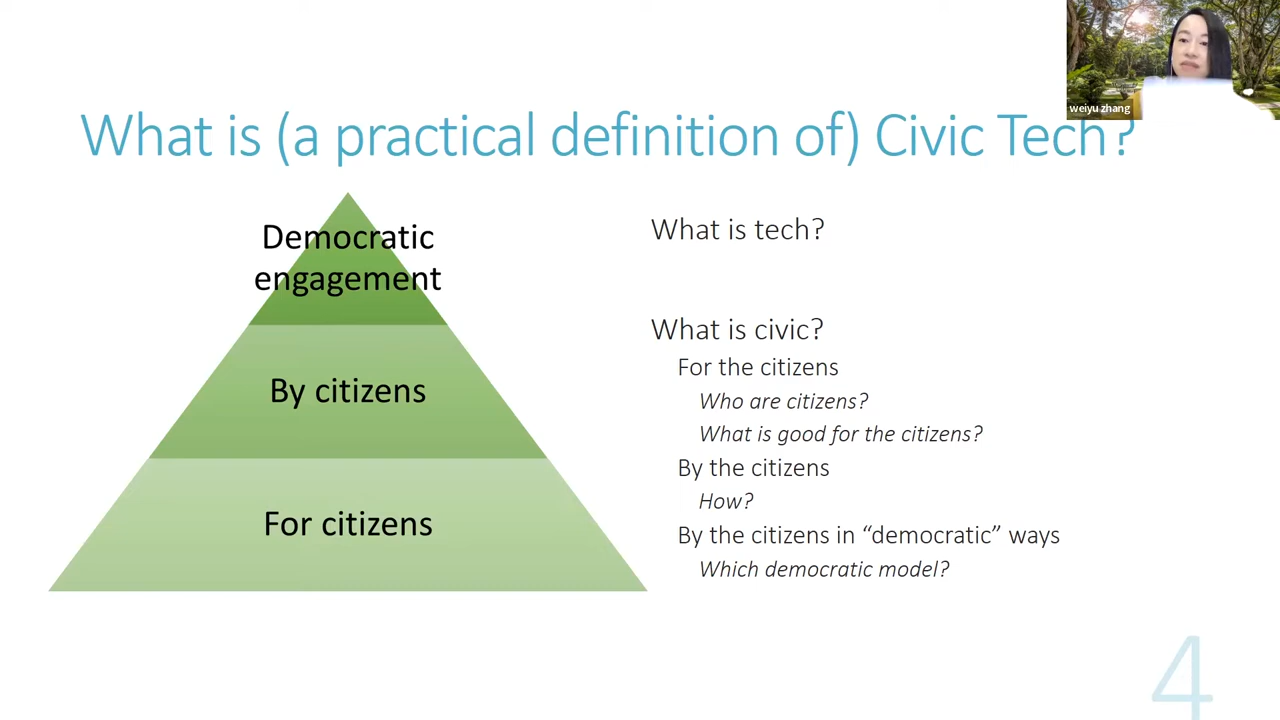 weiyu zhang
What is (a practical definition of) Civic Tech?
Democratic
engagement
By citizens
For citizens
What is tech?
What is civic?
For the citizens
Who are citizens?
What is good for the citizens?
By the citizens
How?
By the citizens in “democratic” ways
Which democratic model?
4